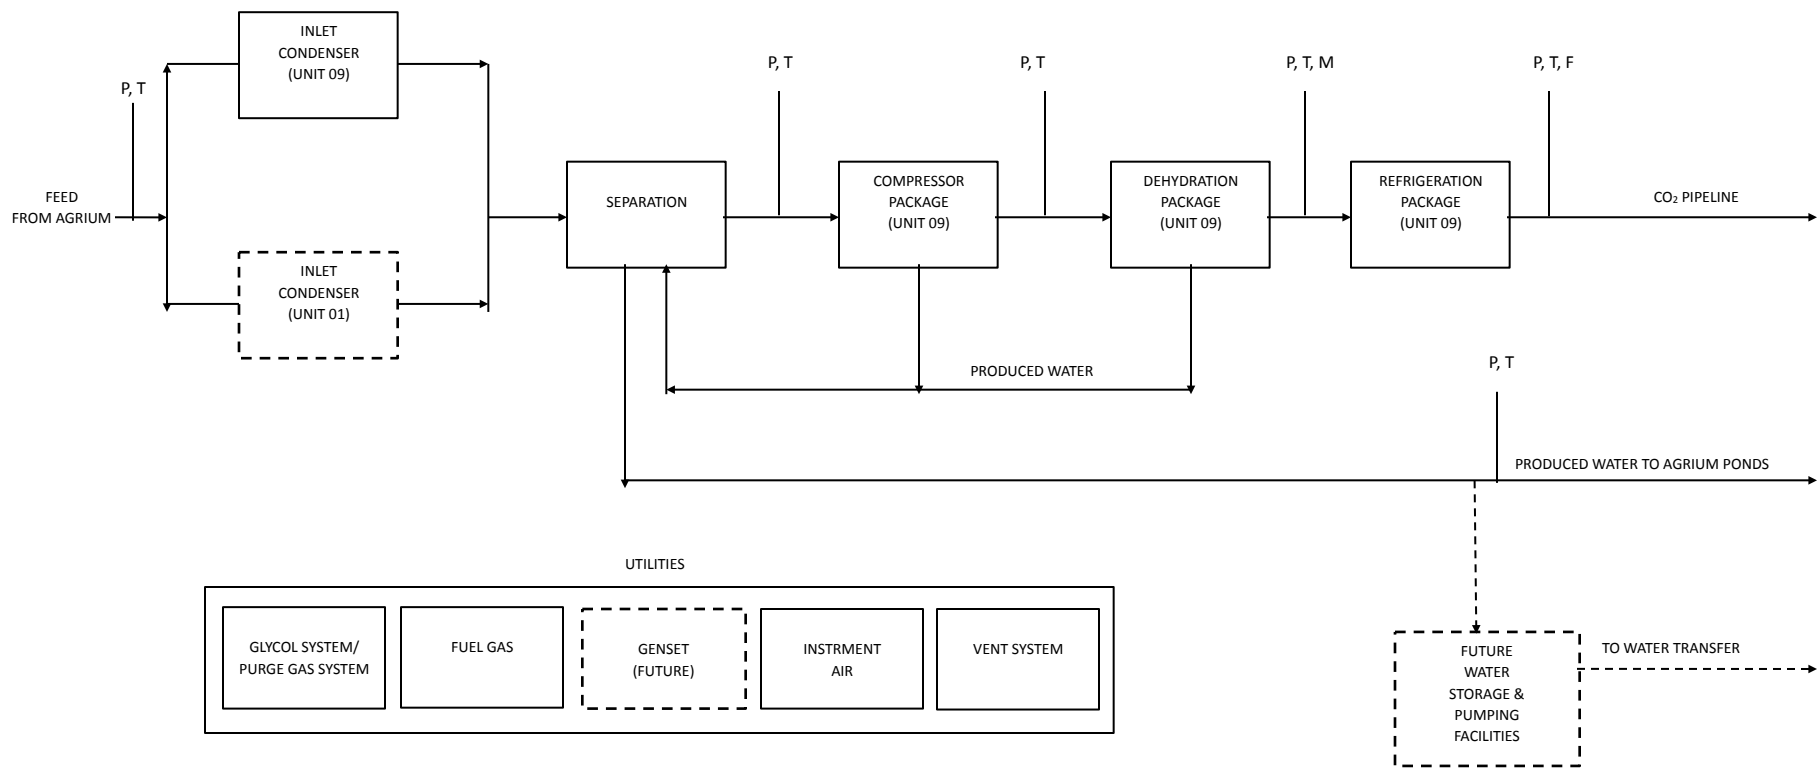 INLET
CONDENSER
(UNIT 09)
P, T
P, T
P, T
P, T, M
P, T, F
FEED
FROM AGRIUM
SEPARATION
COMPRESSOR
PACKAGE
(UNIT 09)
DEHYDRATION
PACKAGE
(UNIT 09)
REFRIGERATION
PACKAGE
(UNIT 09)
CO₂ PIPELINE
INLET
CONDENSER
(UNIT 01)
PRODUCED WATER
P, T
PRODUCED WATER TO AGRIUM PONDS
UTILITIES
GLYCOL SYSTEM/
PURGE GAS SYSTEM
FUEL GAS
GENSET
(FUTURE)
INSTRMENT
AIR
VENT SYSTEM
FUTURE
WATER
STORAGE &
PUMPING
FACILITIES
TO WATER TRANSFER